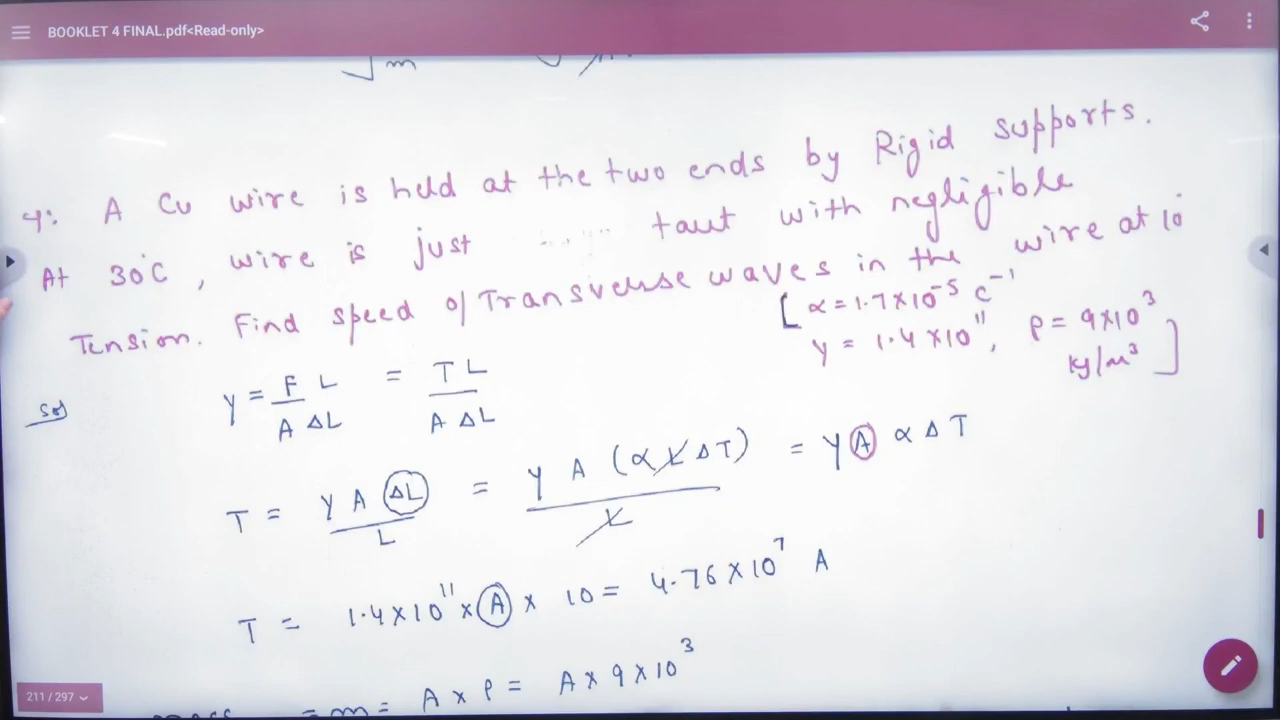 BOOKLET 4 FINAL.pdf<Read-only>
√m
4: A Cu wire is held at the two ends by Rigid supports.
At 30°C, wire is just taut with negligible
Tension. Find speed of Transverse waves in the wire at 10°
[ α = 1.7×10⁻⁵ c⁻¹
y = 1.4×10¹¹, ρ = 9×10³
kg/m³ ]
Sol
Y = F L / A ΔL = T L / A ΔL
T = Y A ΔL / L = Y A (α L ΔT) / L = Y A α Δ T
T = 1.4×10¹¹ × A × 10 = 4.76×10⁷ A
= m = A × ρ = A × 9×10³
211 / 297